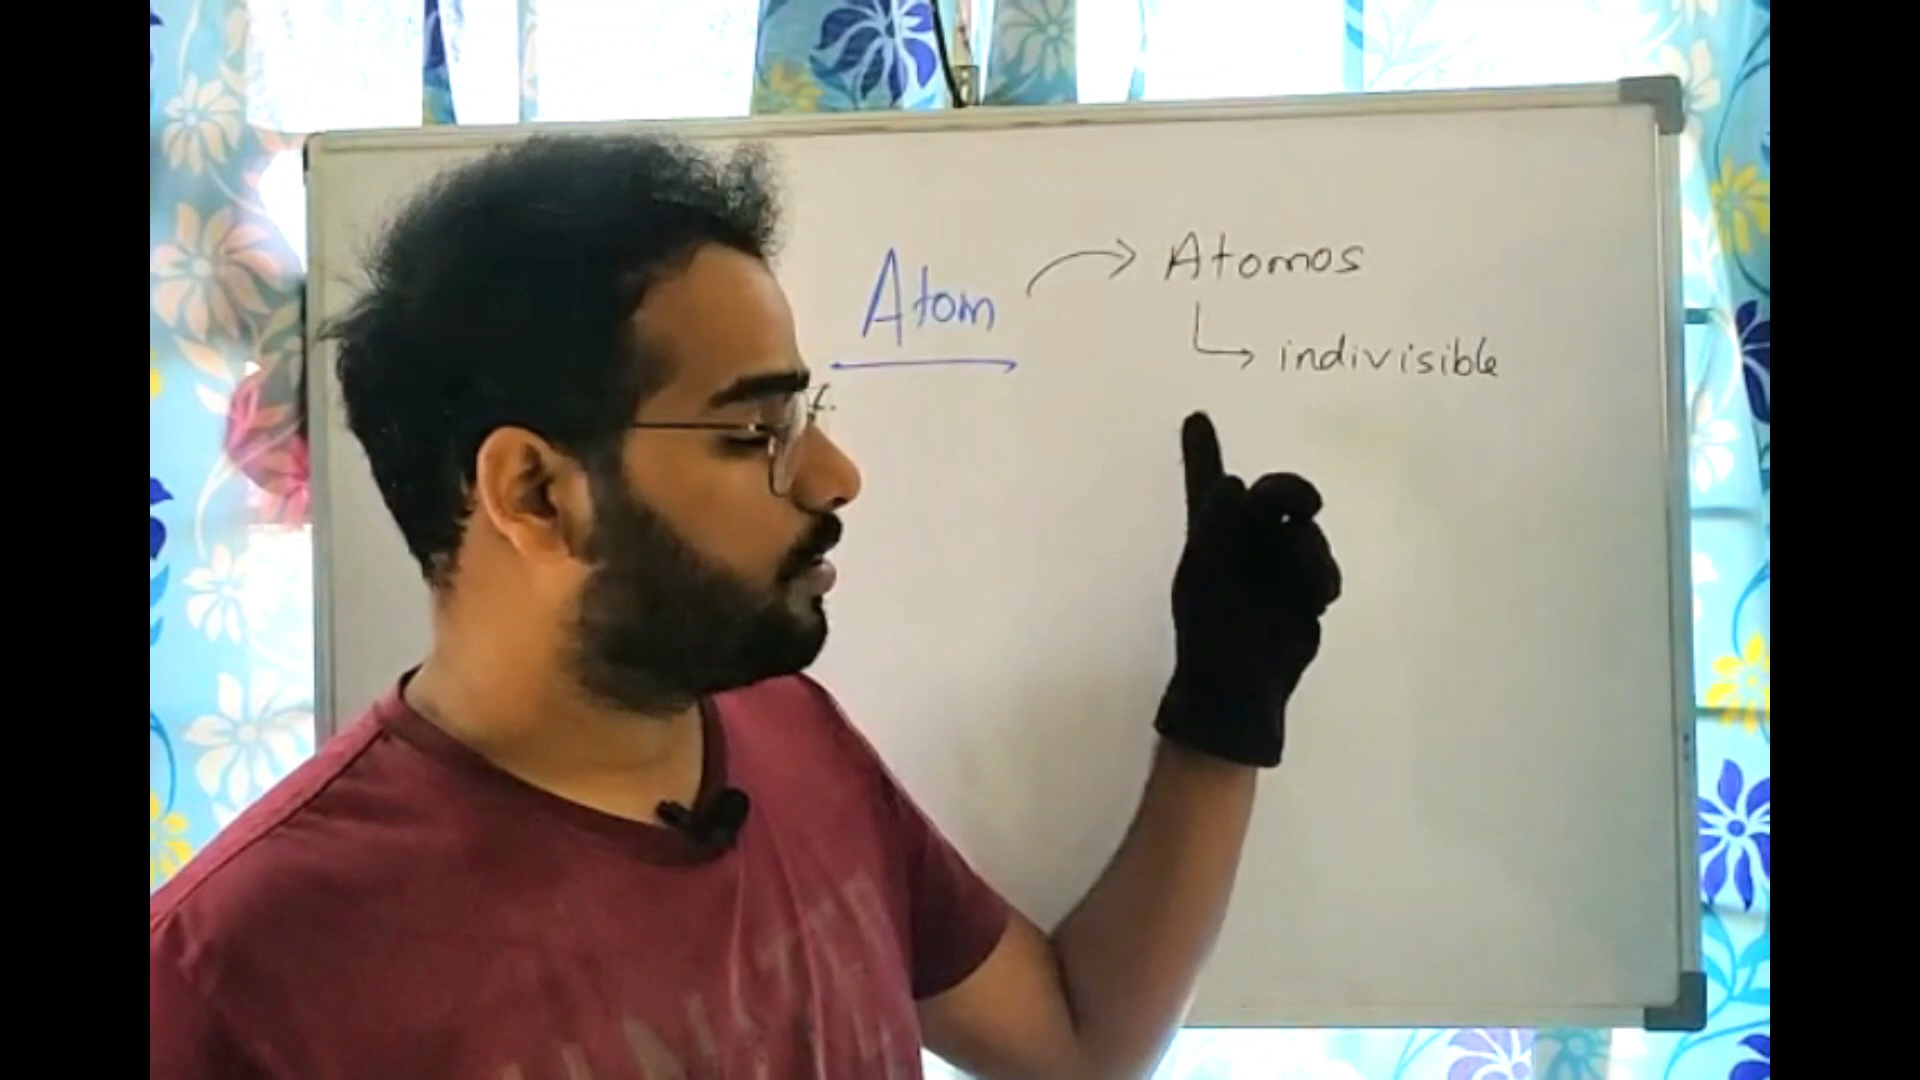 Atom → Atomos
↳ indivisible